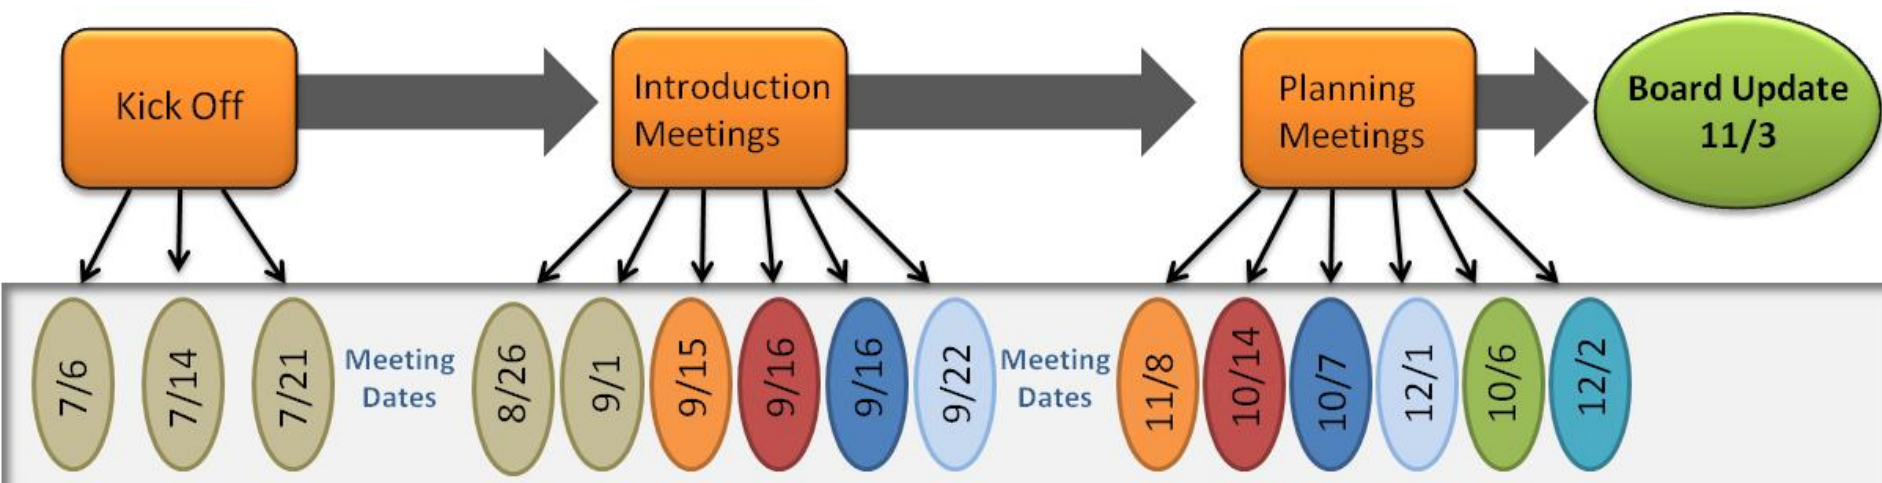 Kick Off
Introduction
Meetings
Planning
Meetings
Board Update
11/3
7/6
7/14
7/21
Meeting
Dates
8/26
9/1
9/15
9/16
9/16
9/22
Meeting
Dates
11/8
10/14
10/7
12/1
10/6
12/2